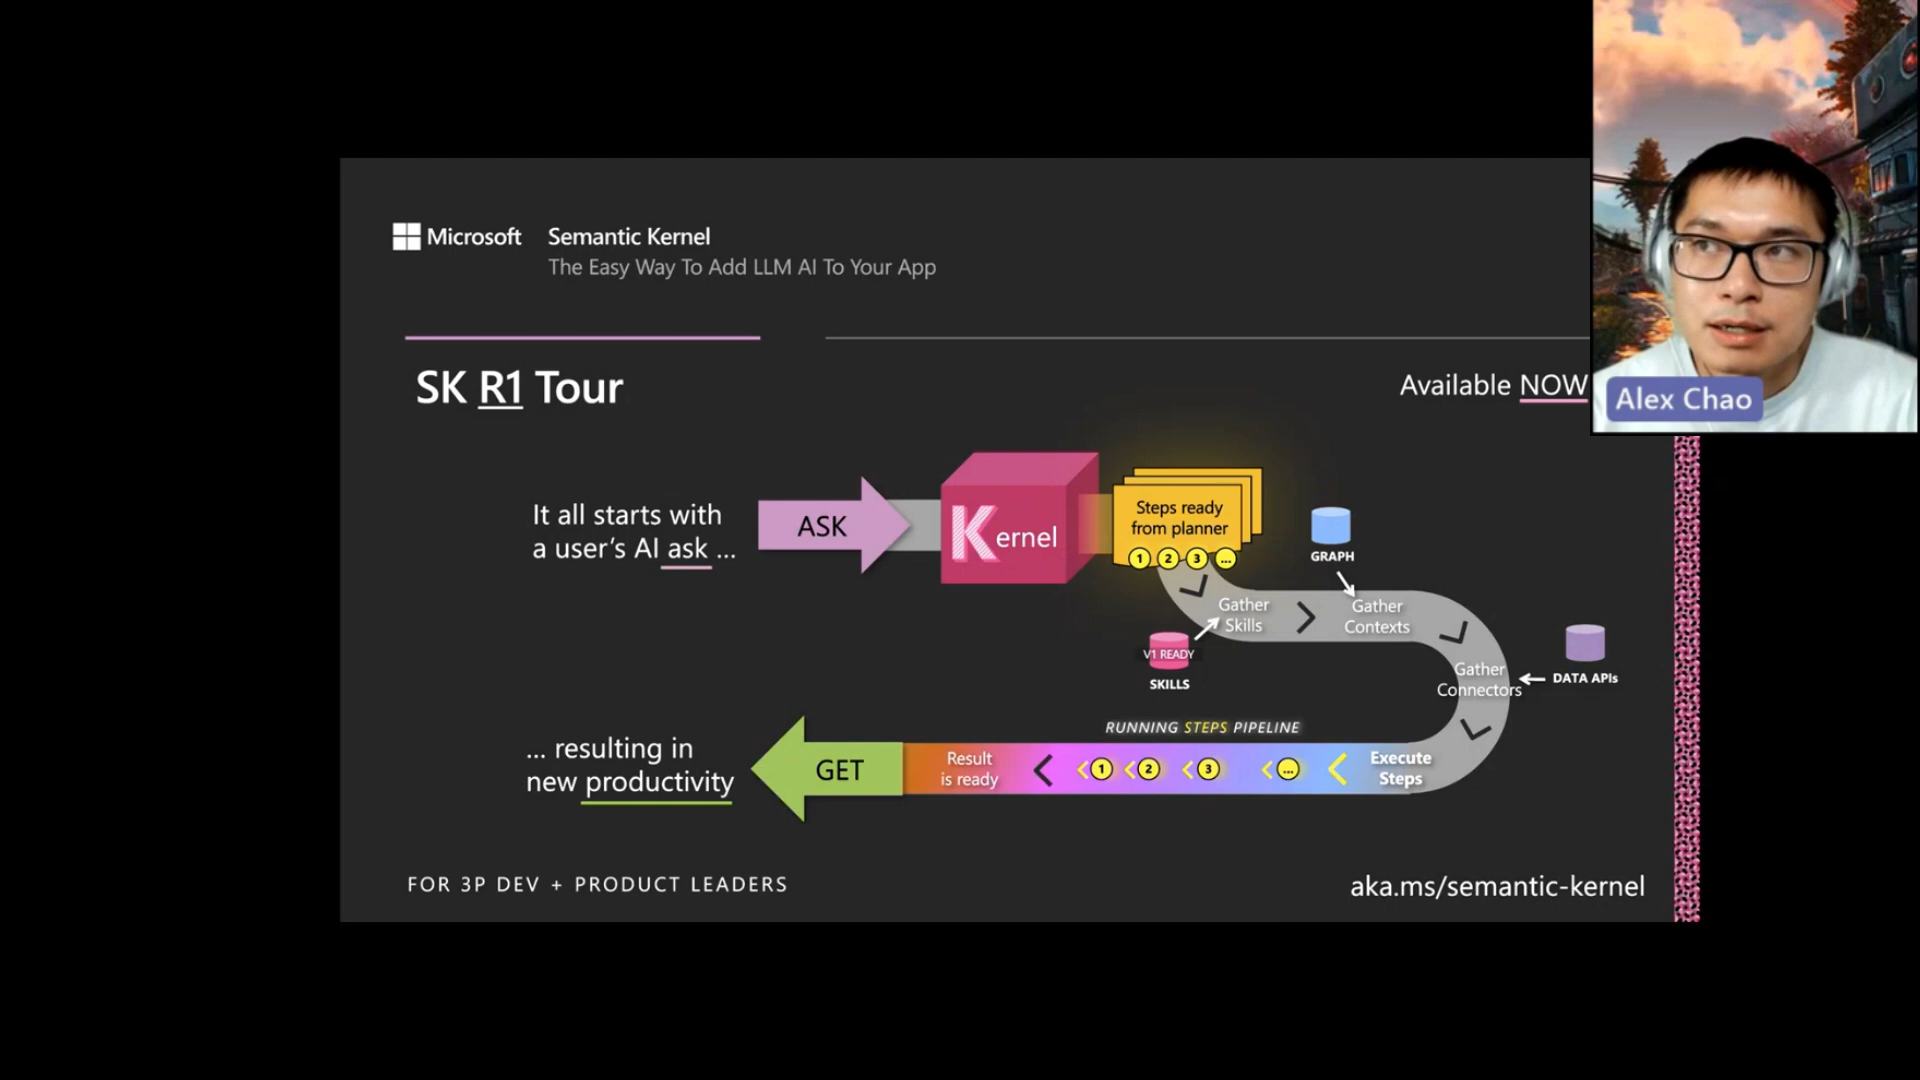 Microsoft
Semantic Kernel
The Easy Way To Add LLM AI To Your App
SK R1 Tour
Available NOW
Alex Chao
It all starts with
a user's AI ask ...
ASK
Kernel
Steps ready
from planner
1 2 3 ...
GRAPH
Gather
Skills
Gather
Contexts
V1 READY
SKILLS
Gather
Connectors
DATA APIs
RUNNING STEPS PIPELINE
... resulting in
new productivity
GET
Result
is ready
1 2 3 ...
Execute
Steps
FOR 3P DEV + PRODUCT LEADERS
aka.ms/semantic-kernel